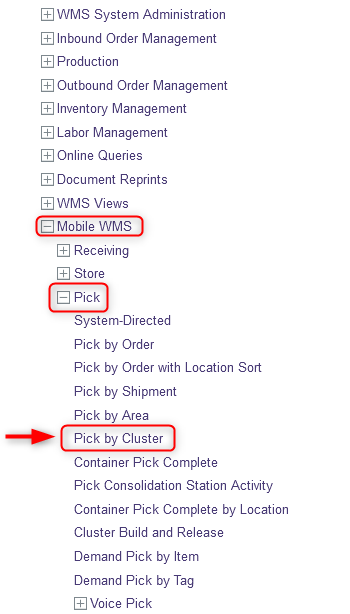 WMS System Administration
Inbound Order Management
Production
Outbound Order Management
Inventory Management
Labor Management
Online Queries
Document Reprints
WMS Views
Mobile WMS
Receiving
Store
Pick
System-Directed
Pick by Order
Pick by Order with Location Sort
Pick by Shipment
Pick by Area
Pick by Cluster
Container Pick Complete
Pick Consolidation Station Activity
Container Pick Complete by Location
Cluster Build and Release
Demand Pick by Item
Demand Pick by Tag
Voice Pick